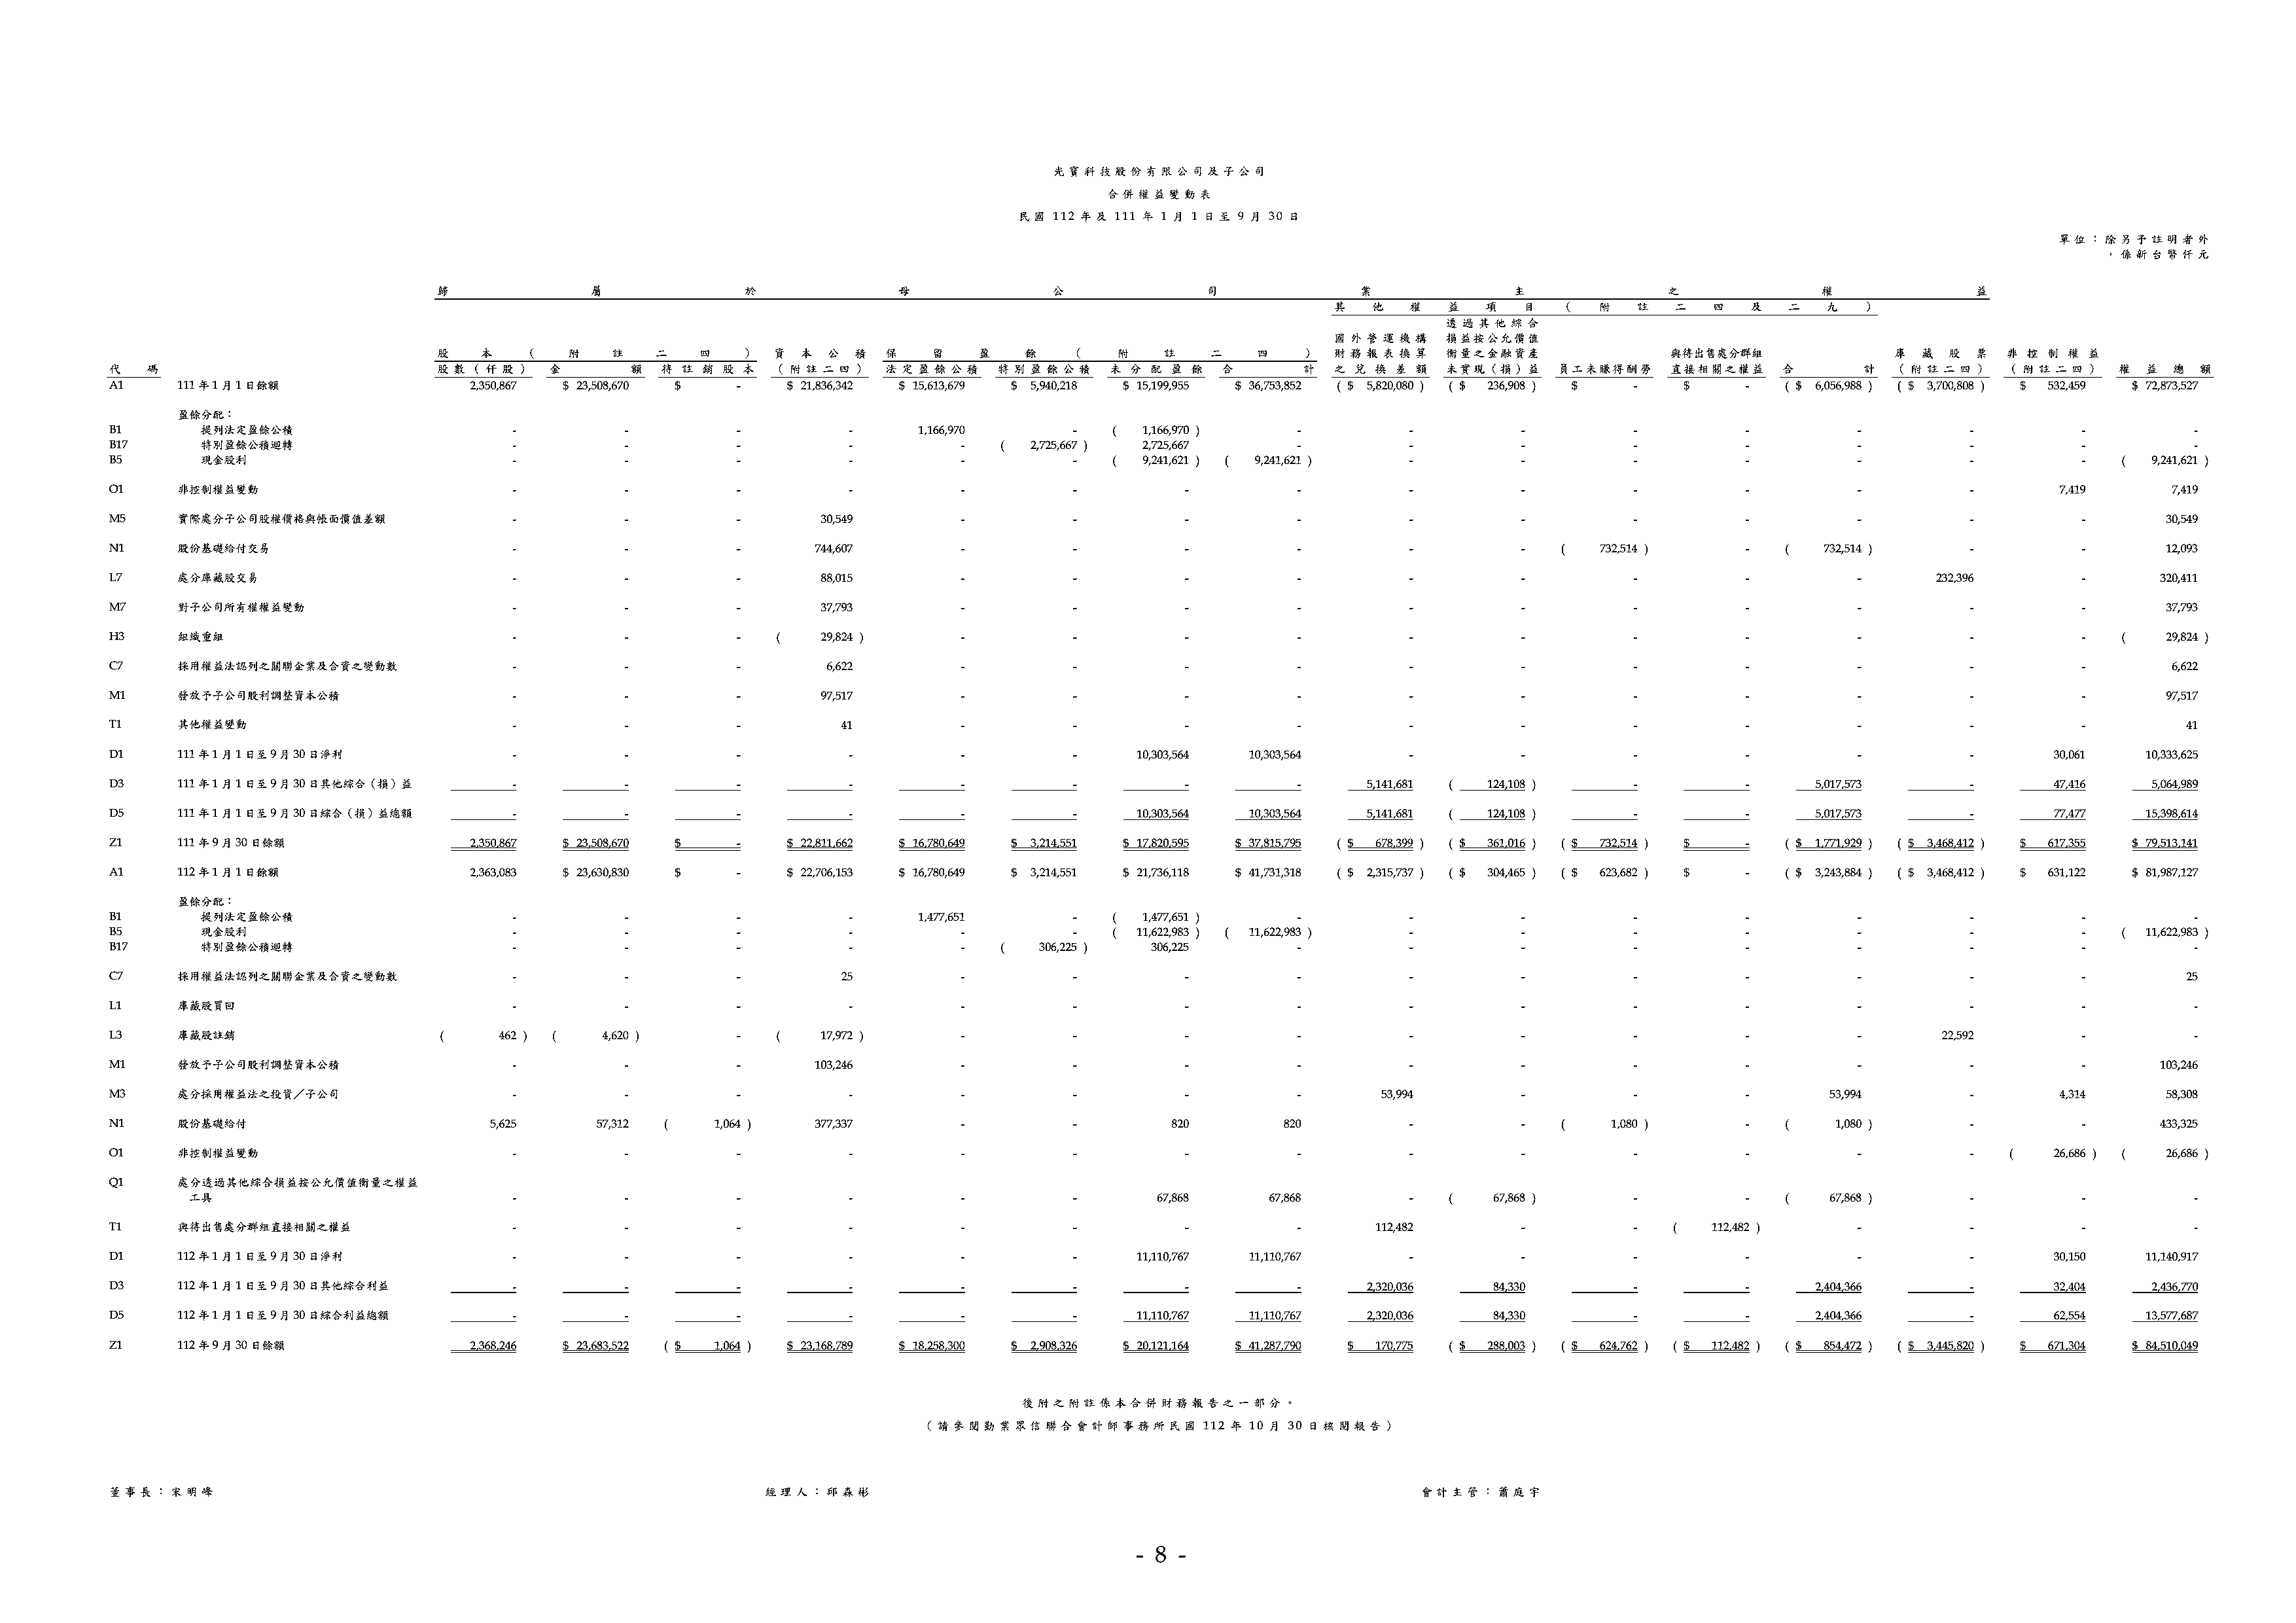 光寶科技股份有限公司及子公司
合併權益變動表
民國 112 年及 111 年 1 月 1 日至 9 月 30 日
單位：除另予註明者外
，係新台幣仟元
歸屬於母公司業主之權益
其他權益項目（附註二四及二九）
透過其他綜合
國外營運機構 損益按公允價值
股本（附註二四） 資本公積 保留盈餘（附註二四） 財務報表換算 衡量之金融資產 與待出售處分群組 庫藏股票 非控制權益
代碼 股數（仟股） 金額 待註銷股本 （附註二四） 法定盈餘公積 特別盈餘公積 未分配盈餘 合計 之兌換差額 未實現（損）益 員工未賺得酬勞 直接相關之權益 合計 （附註二四） （附註二四） 權益總額
A1 111 年 1 月 1 日餘額 2,350,867 $ 23,508,670 $ - $ 21,836,342 $ 15,613,679 $ 5,940,218 $ 15,199,955 $ 36,753,852 ( $ 5,820,080 ) ( $ 236,908 ) $ - $ - ( $ 6,056,988 ) ( $ 3,700,808 ) $ 532,459 $ 72,873,527
盈餘分配：
B1 提列法定盈餘公積 - - - - 1,166,970 - ( 1,166,970 ) - - - - - - - - -
B17 特別盈餘公積迴轉 - - - - - ( 2,725,667 ) 2,725,667 - - - - - - - - -
B5 現金股利 - - - - - - ( 9,241,621 ) ( 9,241,621 ) - - - - - - - ( 9,241,621 )
O1 非控制權益變動 - - - - - - - - - - - - - - 7,419 7,419
M5 實際處分子公司股權價格與帳面價值差額 - - - 30,549 - - - - - - - - - - - 30,549
N1 股份基礎給付交易 - - - 744,607 - - - - - - ( 732,514 ) - ( 732,514 ) - - 12,093
L7 處分庫藏股交易 - - - 88,015 - - - - - - - - - 232,396 - 320,411
M7 對子公司所有權權益變動 - - - 37,793 - - - - - - - - - - - 37,793
H3 組織重組 - - - ( 29,824 ) - - - - - - - - - - - ( 29,824 )
C7 採用權益法認列之關聯企業及合資之變動數 - - - 6,622 - - - - - - - - - - - 6,622
M1 發放予子公司股利調整資本公積 - - - 97,517 - - - - - - - - - - - 97,517
T1 其他權益變動 - - - 41 - - - - - - - - - - - 41
D1 111 年 1 月 1 日至 9 月 30 日淨利 - - - - - - 10,303,564 10,303,564 - - - - - - 30,061 10,333,625
D3 111 年 1 月 1 日至 9 月 30 日其他綜合（損）益 - - - - - - - - 5,141,681 ( 124,108 ) - - 5,017,573 - 47,416 5,064,989
D5 111 年 1 月 1 日至 9 月 30 日綜合（損）益總額 - - - - - - 10,303,564 10,303,564 5,141,681 ( 124,108 ) - - 5,017,573 - 77,477 15,398,614
Z1 111 年 9 月 30 日餘額 2,350,867 $ 23,508,670 $ - $ 22,811,662 $ 16,780,649 $ 3,214,551 $ 17,820,595 $ 37,815,795 ( $ 678,399 ) ( $ 361,016 ) ( $ 732,514 ) $ - ( $ 1,771,929 ) ( $ 3,468,412 ) $ 617,355 $ 79,513,141
A1 112 年 1 月 1 日餘額 2,363,083 $ 23,630,830 $ - $ 22,706,153 $ 16,780,649 $ 3,214,551 $ 21,736,118 $ 41,731,318 ( $ 2,315,737 ) ( $ 304,465 ) ( $ 623,682 ) $ - ( $ 3,243,884 ) ( $ 3,468,412 ) $ 631,122 $ 81,987,127
盈餘分配：
B1 提列法定盈餘公積 - - - - 1,477,651 - ( 1,477,651 ) - - - - - - - - -
B5 現金股利 - - - - - - ( 11,622,983 ) ( 11,622,983 ) - - - - - - - ( 11,622,983 )
B17 特別盈餘公積迴轉 - - - - - ( 306,225 ) 306,225 - - - - - - - - -
C7 採用權益法認列之關聯企業及合資之變動數 - - - 25 - - - - - - - - - - - 25
L1 庫藏股買回 - - - - - - - - - - - - - - - -
L3 庫藏股註銷 ( 462 ) ( 4,620 ) - ( 17,972 ) - - - - - - - - - 22,592 - -
M1 發放予子公司股利調整資本公積 - - - 103,246 - - - - - - - - - - - 103,246
M3 處分採用權益法之投資／子公司 - - - - - - - - 53,994 - - - 53,994 - 4,314 58,308
N1 股份基礎給付 5,625 57,312 ( 1,064 ) 377,337 - - 820 820 - - ( 1,080 ) - ( 1,080 ) - - 433,325
O1 非控制權益變動 - - - - - - - - - - - - - - ( 26,686 ) ( 26,686 )
Q1 處分透過其他綜合損益按公允價值衡量之權益
工具 - - - - - - 67,868 67,868 - ( 67,868 ) - - ( 67,868 ) - - -
T1 與待出售處分群組直接相關之權益 - - - - - - - - 112,482 - - ( 112,482 ) - - - -
D1 112 年 1 月 1 日至 9 月 30 日淨利 - - - - - - 11,110,767 11,110,767 - - - - - - 30,150 11,140,917
D3 112 年 1 月 1 日至 9 月 30 日其他綜合利益 - - - - - - - - 2,320,036 84,330 - - 2,404,366 - 32,404 2,436,770
D5 112 年 1 月 1 日至 9 月 30 日綜合利益總額 - - - - - - 11,110,767 11,110,767 2,320,036 84,330 - - 2,404,366 - 62,554 13,577,687
Z1 112 年 9 月 30 日餘額 2,368,246 $ 23,683,522 ( $ 1,064 ) $ 23,168,789 $ 18,258,300 $ 2,908,326 $ 20,121,164 $ 41,287,790 $ 170,775 ( $ 288,003 ) ( $ 624,762 ) ( $ 112,482 ) ( $ 854,472 ) ( $ 3,445,820 ) $ 671,304 $ 84,510,049
後附之附註係本合併財務報告之一部分。
（請參閱勤業眾信聯合會計師事務所民國 112 年 10 月 30 日核閱報告）
董事長：宋明峰 經理人：邱森彬 會計主管：蕭庭宇
- 8 -